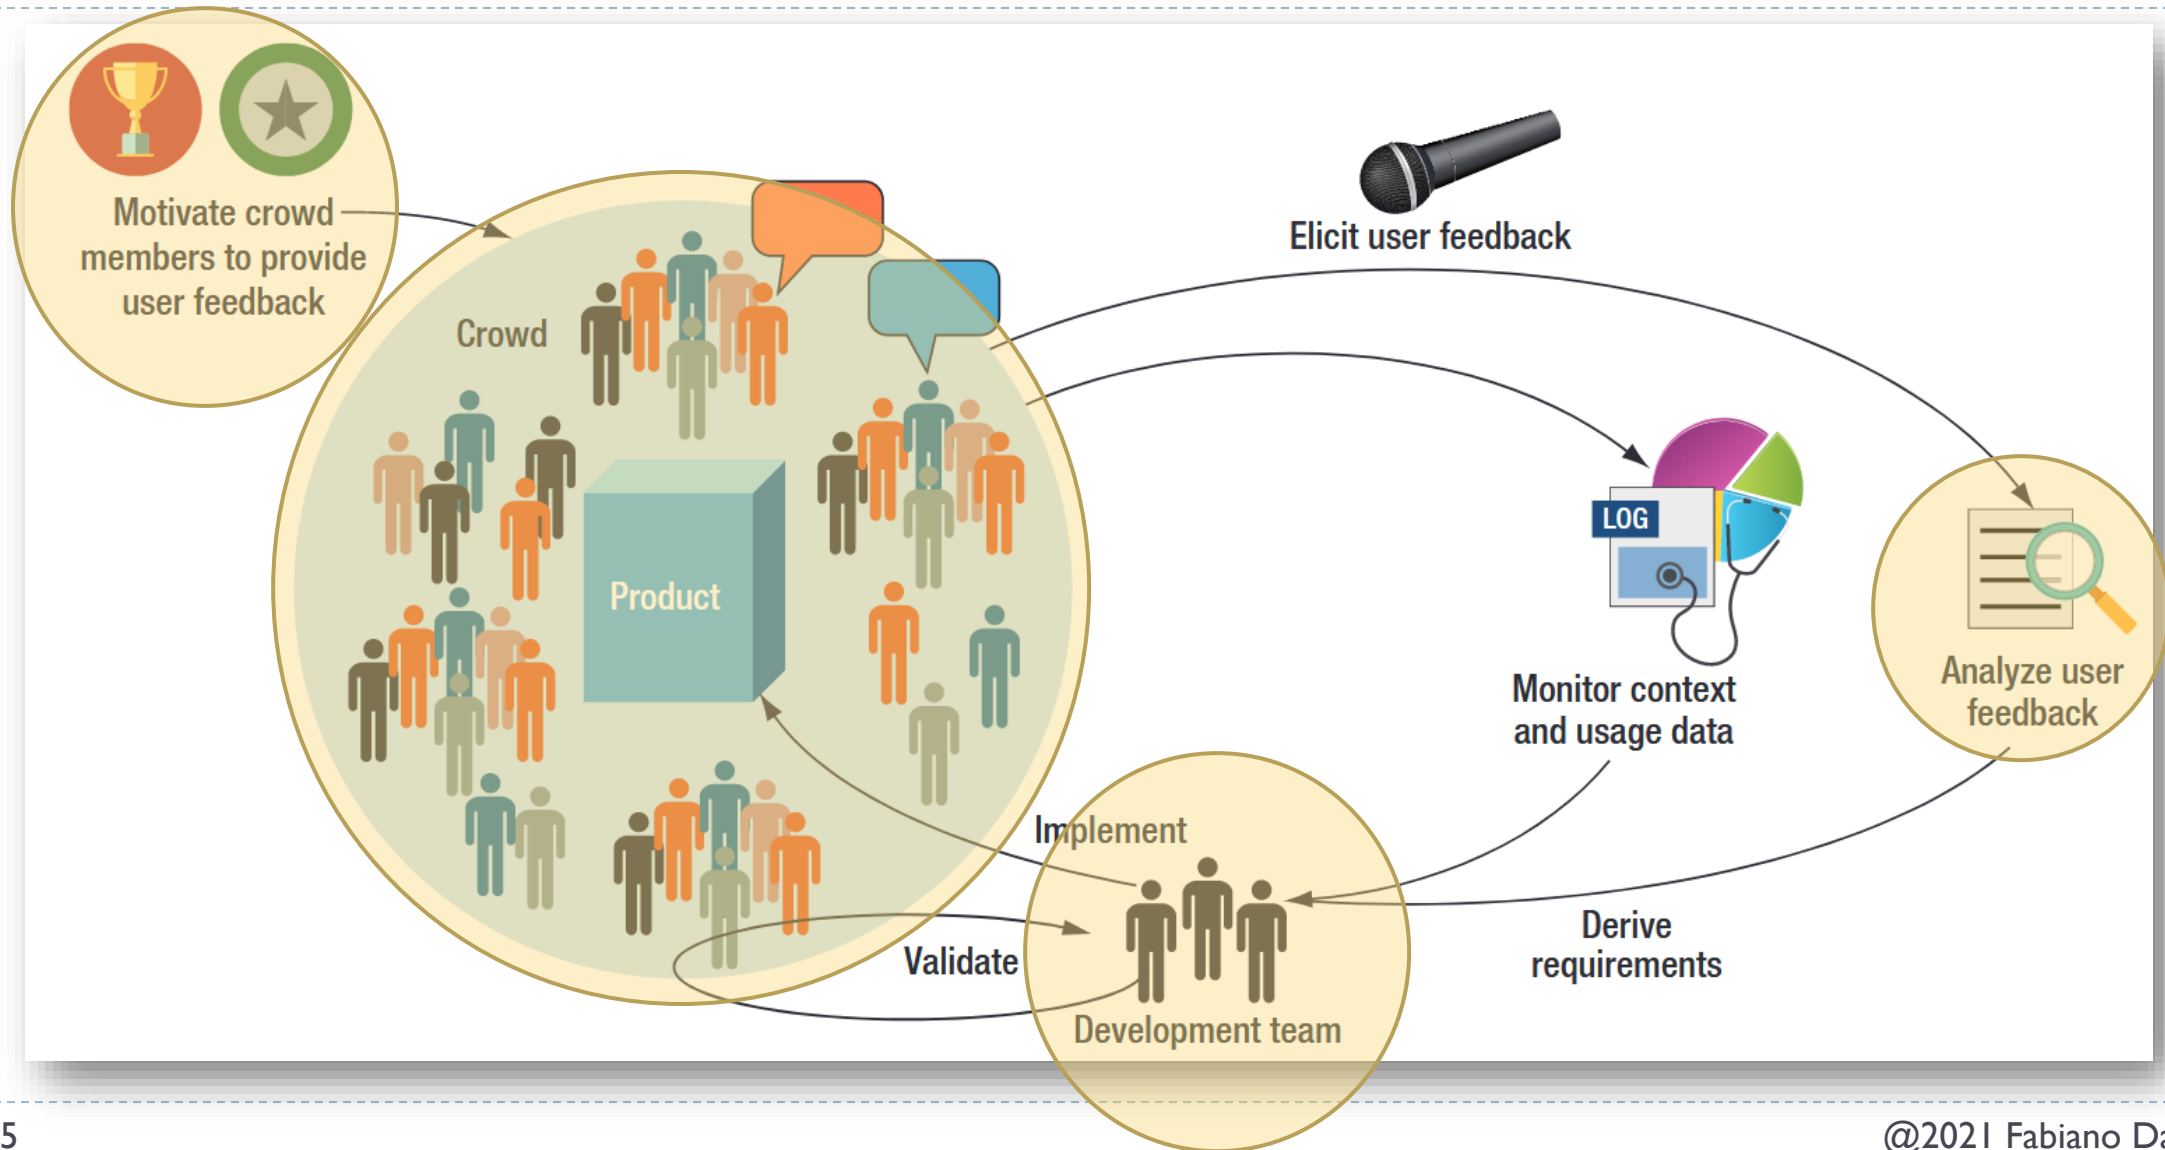 Motivate crowd
members to provide
user feedback
Crowd
Product
Elicit user feedback
LOG
Monitor context
and usage data
Analyze user
feedback
Implement
Validate
Development team
Derive
requirements
5
@2021 Fabiano Da